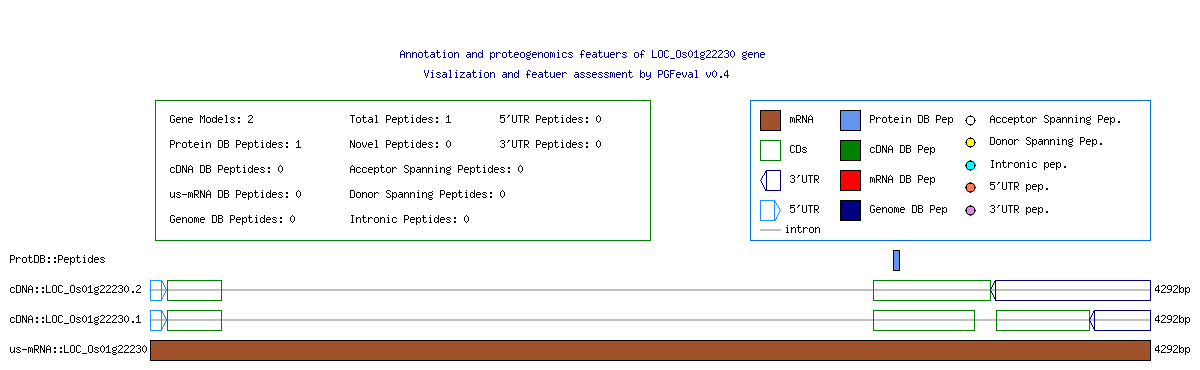 Annotation and proteogenomics featuers of LOC_Os01g22230 gene
Visalization and featuer assessment by PGFeval v0.4
Gene Models: 2 Total Peptides: 1 5'UTR Peptides: 0
Protein DB Peptides: 1 Novel Peptides: 0 3'UTR Peptides: 0
cDNA DB Peptides: 0 Acceptor Spanning Peptides: 0
us-mRNA DB Peptides: 0 Donor Spanning Peptides: 0
Genome DB Peptides: 0 Intronic Peptides: 0
mRNA Protein DB Pep Acceptor Spanning Pep.
CDs cDNA DB Pep Donor Spanning Pep.
3'UTR mRNA DB Pep Intronic pep.
5'UTR Genome DB Pep 5'UTR pep.
intron 3'UTR pep.
ProtDB::Peptides
cDNA::LOC_Os01g22230.2 4292bp
cDNA::LOC_Os01g22230.1 4292bp
us-mRNA::LOC_Os01g22230 4292bp